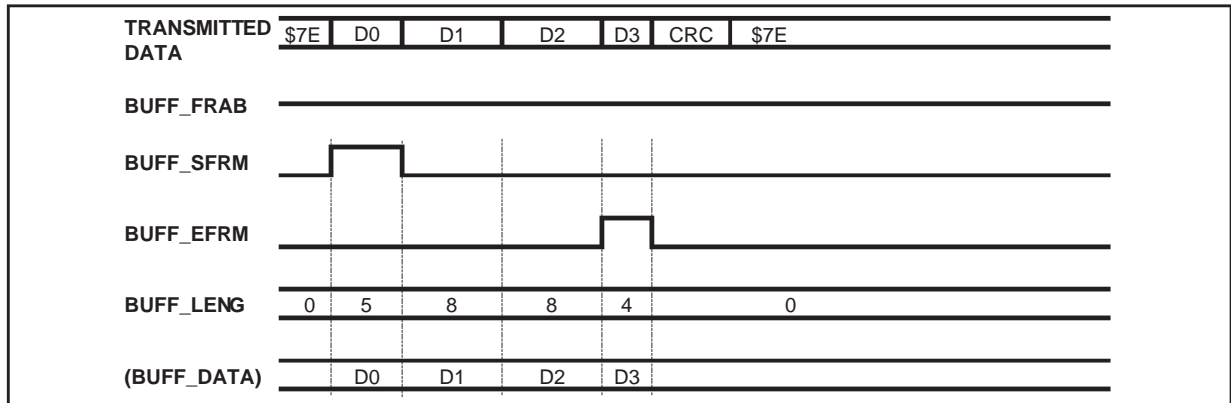 TRANSMITTED DATA $7E D0 D1 D2 D3 CRC $7E
BUFF_FRAB
BUFF_SFRM
BUFF_EFRM
BUFF_LENG 0 5 8 8 4 0
(BUFF_DATA) D0 D1 D2 D3